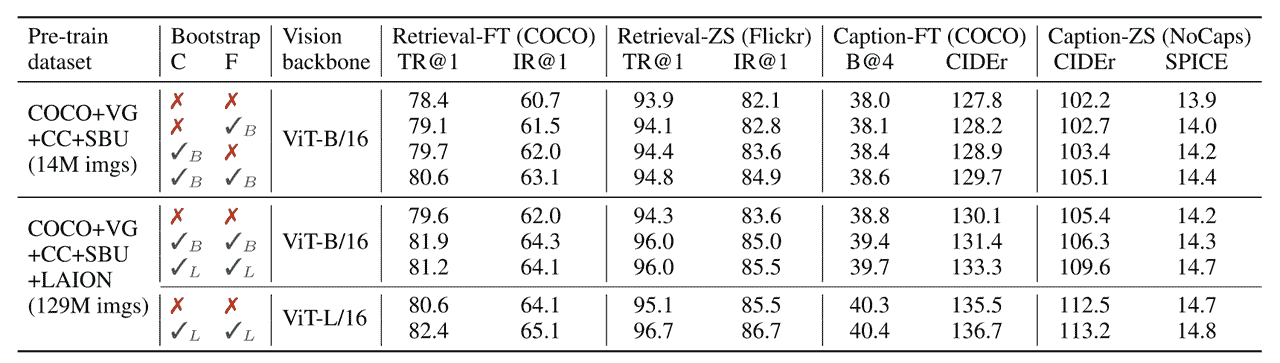 Pre-train Bootstrap Vision Retrieval-FT (COCO) Retrieval-ZS (Flickr) Caption-FT (COCO) Caption-ZS (NoCaps)
dataset C F backbone TR@1 IR@1 TR@1 IR@1 B@4 CIDEr CIDEr SPICE
COCO+VG
+CC+SBU
(14M imgs)
✗ ✗ 78.4 60.7 93.9 82.1 38.0 127.8 102.2 13.9
✗ ✓B 79.1 61.5 94.1 82.8 38.1 128.2 102.7 14.0
ViT-B/16
✓B ✗ 79.7 62.0 94.4 83.6 38.4 128.9 103.4 14.2
✓B ✓B 80.6 63.1 94.8 84.9 38.6 129.7 105.1 14.4
COCO+VG
+CC+SBU
+LAION
(129M imgs)
✗ ✗ 79.6 62.0 94.3 83.6 38.8 130.1 105.4 14.2
✓B ✓B ViT-B/16 81.9 64.3 96.0 85.0 39.4 131.4 106.3 14.3
✓L ✓L 81.2 64.1 96.0 85.5 39.7 133.3 109.6 14.7
✗ ✗ 80.6 64.1 95.1 85.5 40.3 135.5 112.5 14.7
ViT-L/16
✓L ✓L 82.4 65.1 96.7 86.7 40.4 136.7 113.2 14.8